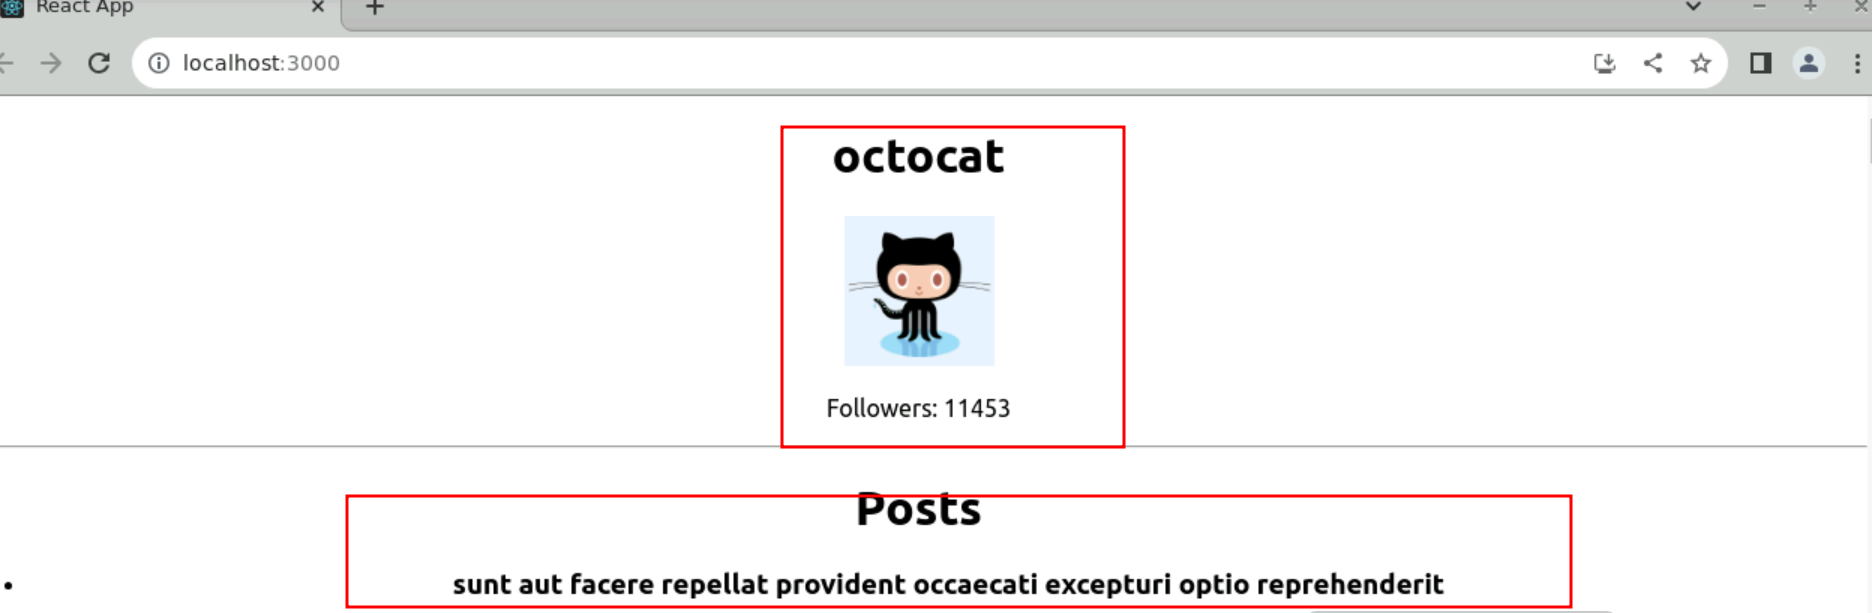 React App
localhost:3000
octocat
Followers: 11453
Posts
sunt aut facere repellat provident occaecati excepturi optio reprehenderit